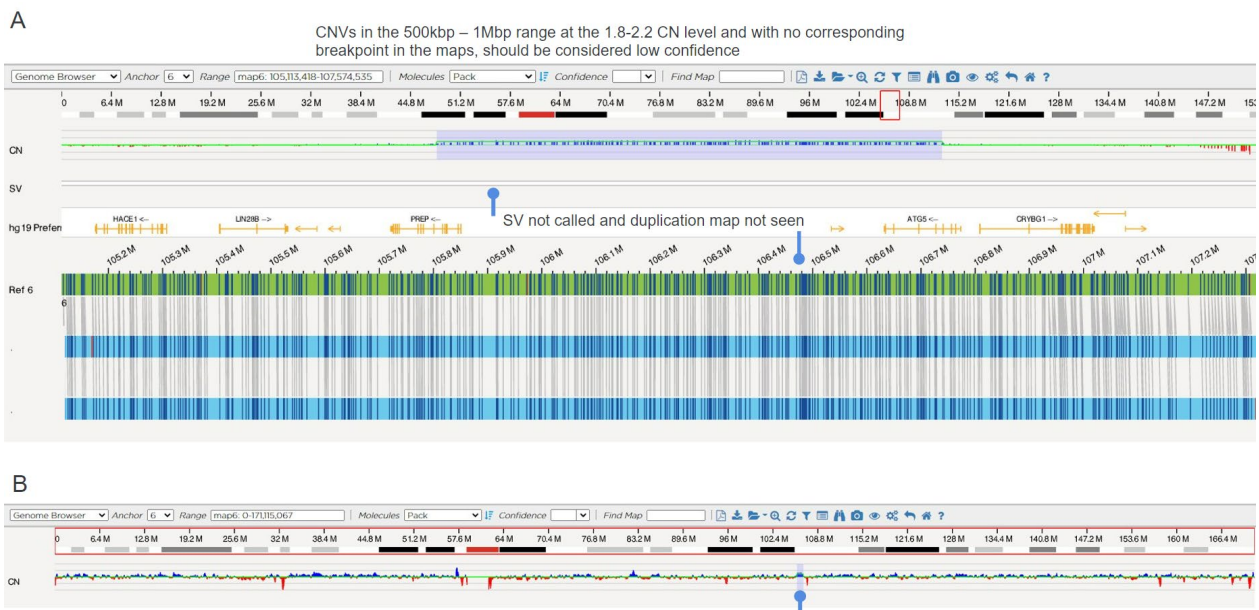 A
CNVs in the 500kbp – 1Mbp range at the 1.8-2.2 CN level and with no corresponding
breakpoint in the maps, should be considered low confidence
Genome Browser Anchor 6 Range map6: 105,113,418-107,574,535 Molecules Pack Confidence Find Map ?
0 6.4 M 12.8 M 19.2 M 25.6 M 32 M 38.4 M 44.8 M 51.2 M 57.6 M 64 M 70.4 M 76.8 M 83.2 M 89.6 M 96 M 102.4 M 108.8 M 115.2 M 121.6 M 128 M 134.4 M 140.8 M 147.2 M 153
CN
SV
SV not called and duplication map not seen
hg19 Prefen HACE1 <- LIN28B -> PREP <- ATG5 <- CRYBG1 ->
105.2 M 105.3 M 105.4 M 105.5 M 105.6 M 105.7 M 105.8 M 105.9 M 106 M 106.1 M 106.2 M 106.3 M 106.4 M 106.5 M 106.6 M 106.7 M 106.8 M 106.9 M 107 M 107.1 M 107.2 M 107
Ref 6
6
B
Genome Browser Anchor 6 Range map6: 0-171,115,067 Molecules Pack Confidence Find Map ?
0 6.4 M 12.8 M 19.2 M 25.6 M 32 M 38.4 M 44.8 M 51.2 M 57.6 M 64 M 70.4 M 76.8 M 83.2 M 89.6 M 96 M 102.4 M 108.8 M 115.2 M 121.6 M 128 M 134.4 M 140.8 M 147.2 M 153.6 M 160 M 166.4 M
CN